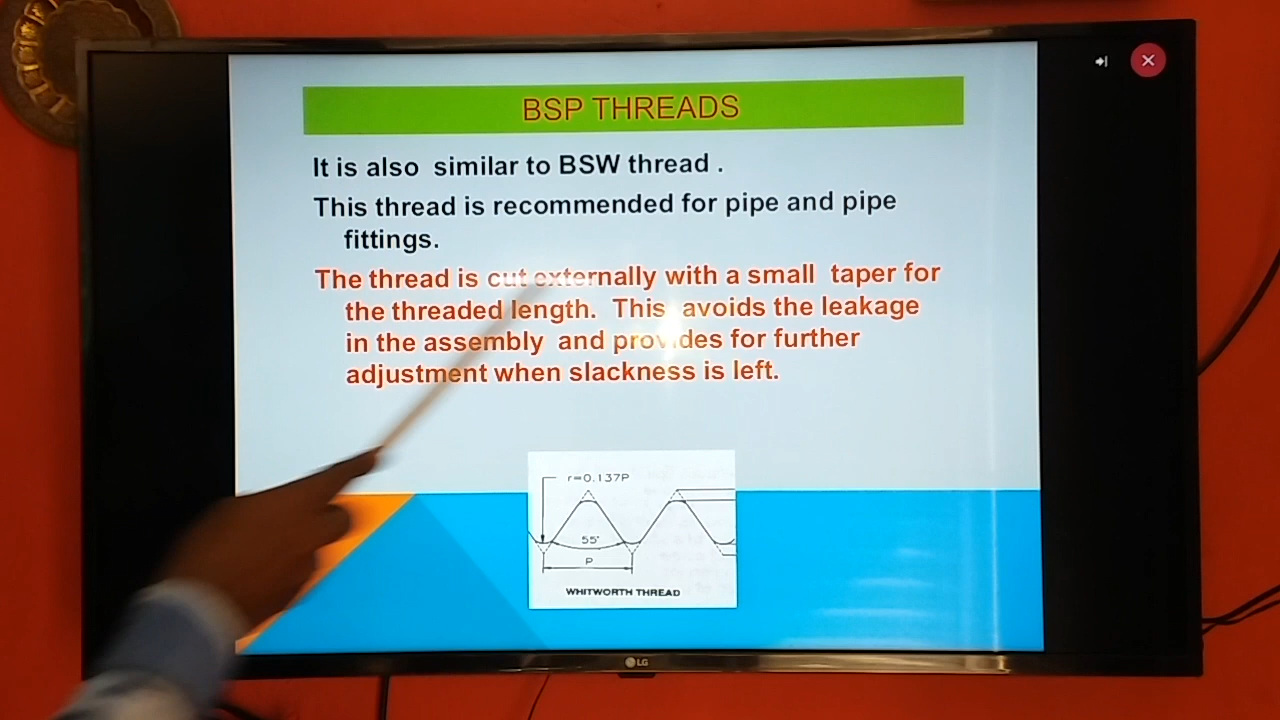 BSP THREADS
It is also similar to BSW thread .
This thread is recommended for pipe and pipe
fittings.
The thread is cut externally with a small taper for
the threaded length. This avoids the leakage
in the assembly and provides for further
adjustment when slackness is left.
r=0.137P
55°
P
WHITWORTH THREAD
LG